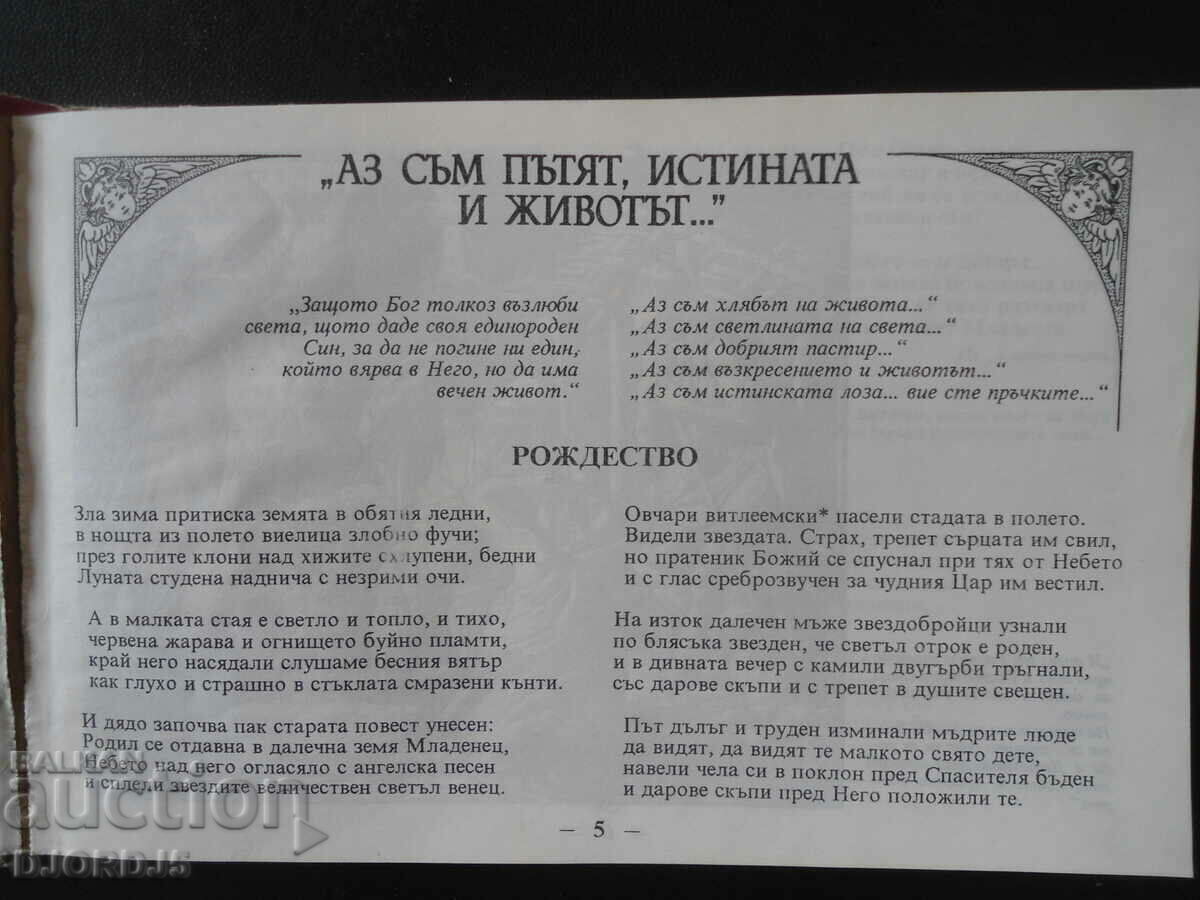 „АЗ СЪМ ПЪТЯТ, ИСТИНАТА
И ЖИВОТЪТ...”
„Защото Бог толкоз възлюби
света, щото даде своя единороден
Син, за да не погине ни един,
който вярва в Него, но да има
вечен живот.“
„Аз съм хлябът на живота...“
„Аз съм светлината на света...“
„Аз съм добрият пастир...“
„Аз съм възкресението и животът...“
„Аз съм истинската лоза... вие сте пръчките...“
РОЖДЕСТВО
Зла зима притиска земята в обятия ледни,
в нощта из полето виелица злобно фучи;
през голите клони над хижите схлупени, бедни
Луната студена наднича с незрими очи.
А в малката стая е светло и топло, и тихо,
червена жарава и огнището буйно пламти,
край него насядали слушаме бесния вятър
как глухо и страшно в стъклата смразени кънти.
И дядо започва пак старата повест унесен:
Родил се отдавна в далечна земя Младенец,
Небето над него огласяло с ангелска песен
и сплели звездите величествен светъл венец.
Овчари витлеемски* пасели стадата в полето.
Видели звездата. Страх, трепет сърцата им свил,
но пратеник Божий се спуснал при тях от Небето
и с глас среброзвучен за чудния Цар им вестил.
На изток далечен мъже звездобройци узнали
по блясъка звезден, че светъл отрок е роден,
и в дивната вечер с камили двугърби тръгнали,
със дарове скъпи и с трепет в душите свещен.
Път дълъг и труден изминали мъдрите люде
да видят, да видят те малкото свято дете,
навели чела си в поклон пред Спасителя бъден
и дарове скъпи пред Него положили те.
– 5 –
BALKAN
auction
DJORDJ5